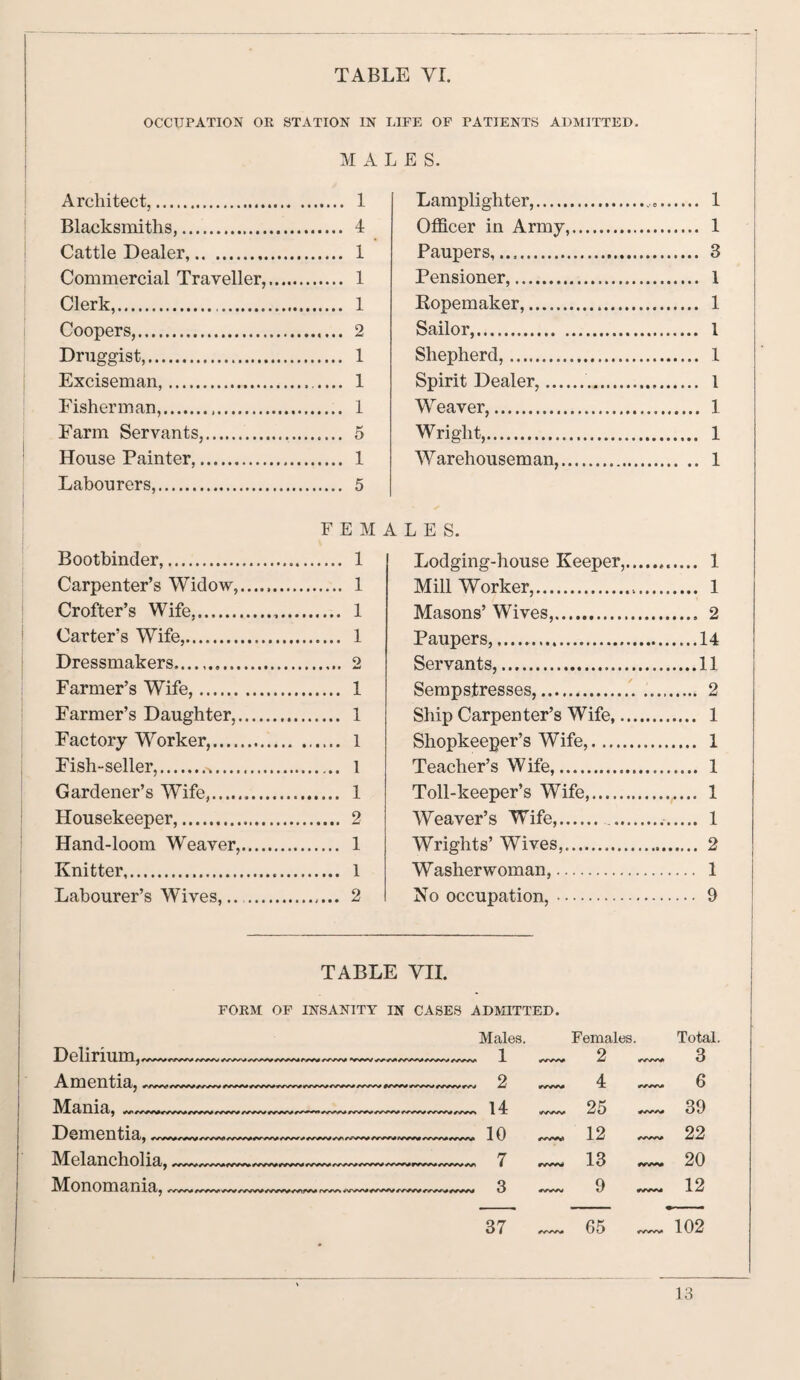 TABLE VI.
OCCUPATION OR STATION IN LIFE OF PATIENTS ADMITTED.
MALES.
Architect, 1
Blacksmiths, 4
Cattle Dealer, 1
Commercial Traveller, 1
Clerk, 1
Coopers, 2
Druggist, 1
Exciseman, 1
Fisherman, 1
Farm Servants, 5
House Painter, 1
Labourers, 5
Lamplighter, 1
Officer in Army, 1
Paupers, 3
Pensioner, 1
Ropemaker, 1
Sailor, 1
Shepherd, 1
Spirit Dealer, 1
Weaver, 1
Wright, 1
Warehouseman, 1
FEMALES.
Bootbinder, 1
Carpenter's Widow, 1
Crofter's Wife, 1
Carter's Wife, 1
Dressmakers 2
Farmer's Wife, 1
Farmer's Daughter, 1
Factory Worker, 1
Fish-seller, 1
Gardener's Wife, 1
Housekeeper, 2
Hand-loom Weaver, 1
Knitter, 1
Labourer's Wives, 2
Lodging-house Keeper, 1
Mill Worker, 1
Masons' Wives, 2
Paupers, 14
Servants, 11
Sempstresses, 2
Ship Carpenter's Wife, 1
Shopkeeper's Wife, 1
Teacher's Wife, 1
Toll-keeper's Wife, 1
Weaver's Wife, 1
Wrights' Wives, 2
Washerwoman, 1
No occupation, 9
TABLE VII.
FORM OF INSANITY IN CASES ADMITTED.
Males. Females. Total.
Delirium, 1 2 3
Amentia, 2 4 6
Mania, 14 25 39
Dementia, 10 12 22
Melancholia, 7 13 20
Monomania, 3 9 12
37 65 102
13